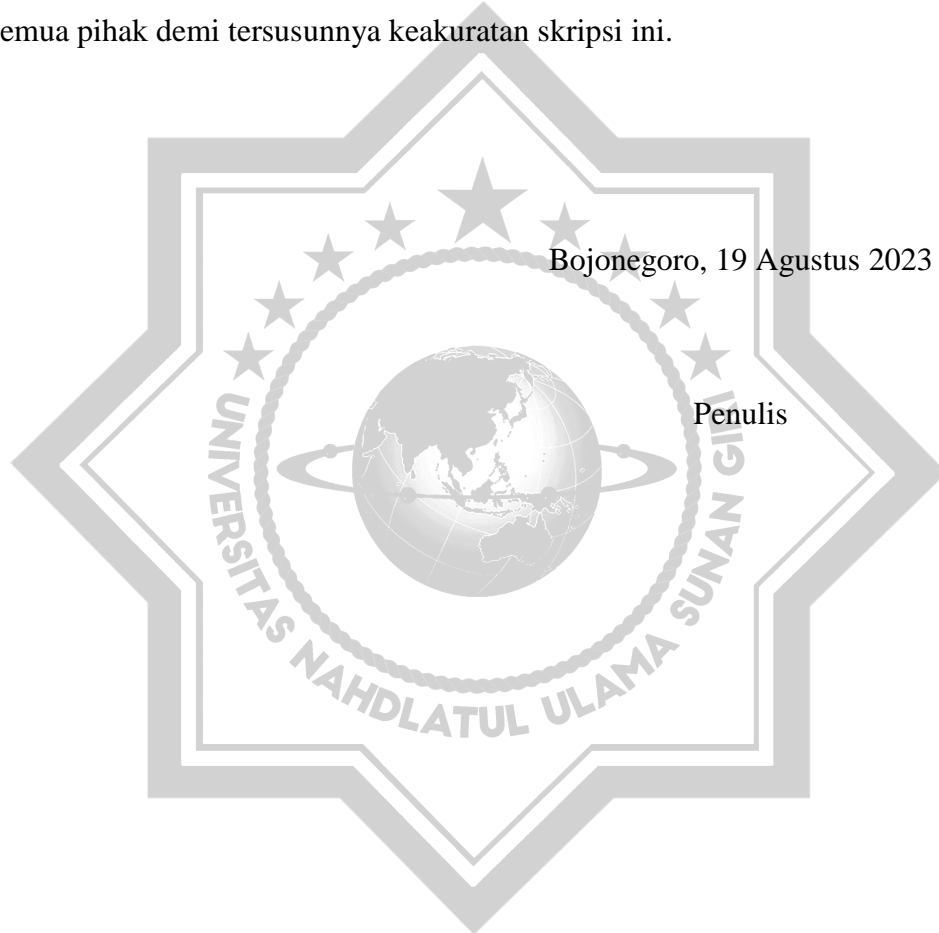 emua pihak demi tersusunnya keakuratan skripsi ini.
Bojonegoro, 19 Agustus 2023
Penulis
UNIVERSITAS NAHDLATUL ULAMA SUNAN GIRI